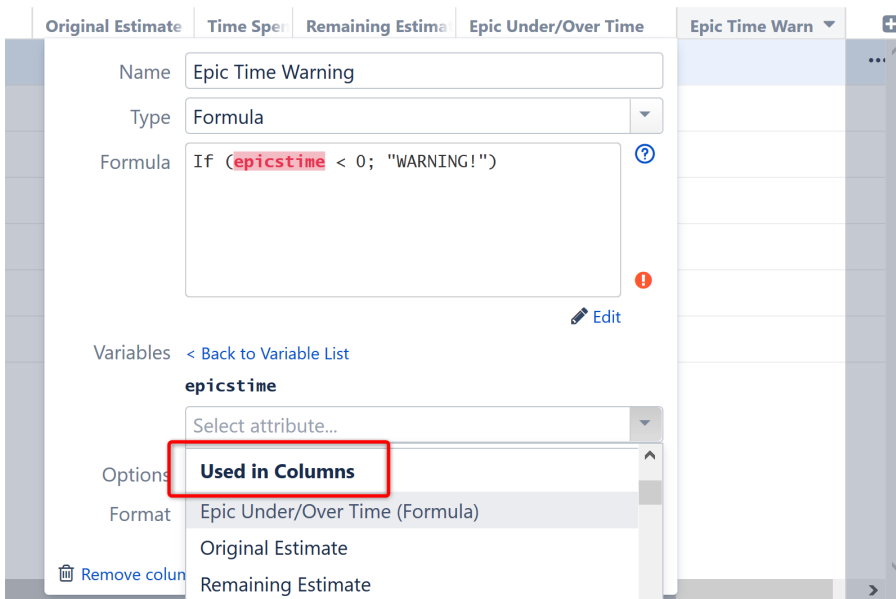 Original Estimate Time Spen Remaining Estima Epic Under/Over Time Epic Time Warn
Name Epic Time Warning
Type Formula
Formula If (epicstime < 0; "WARNING!")
Edit
Variables < Back to Variable List
epicstime
Select attribute...
Options Used in Columns
Format Epic Under/Over Time (Formula)
Original Estimate
Remove colum
Remaining Estimate